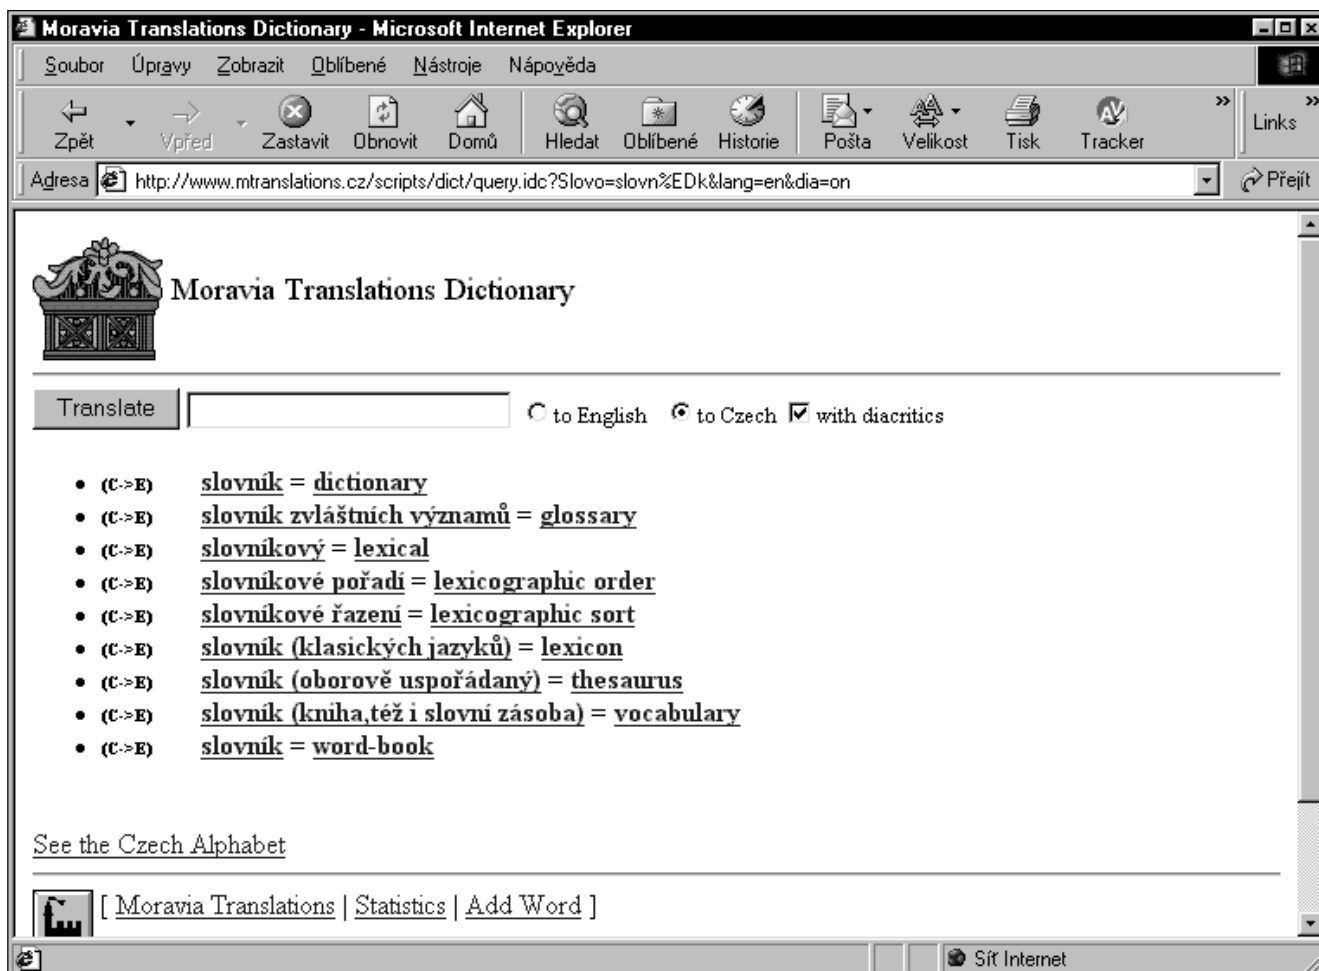 Moravia Translations Dictionary - Microsoft Internet Explorer
Soubor Úpravy Zobrazit Oblíbené Nástroje Nápověda
Zpět Vpřed Zastavit Obnovit Domů Hledat Oblíbené Historie Pošta Velikost Tisk Tracker » Links »
Adresa http://www.mtranslations.cz/scripts/dict/query.idc?Slovo=slovn%EDk&lang=en&dia=on Přejít
Moravia Translations Dictionary
Translate to English to Czech with diacritics
• (C->E) slovník = dictionary
• (C->E) slovník zvláštních významů = glossary
• (C->E) slovníkový = lexical
• (C->E) slovníkové pořadí = lexicographic order
• (C->E) slovníkové řazení = lexicographic sort
• (C->E) slovník (klasických jazyků) = lexicon
• (C->E) slovník (oborově uspořádaný) = thesaurus
• (C->E) slovník (kniha,též i slovní zásoba) = vocabulary
• (C->E) slovník = word-book
See the Czech Alphabet
[ Moravia Translations | Statistics | Add Word ]
Síť Internet